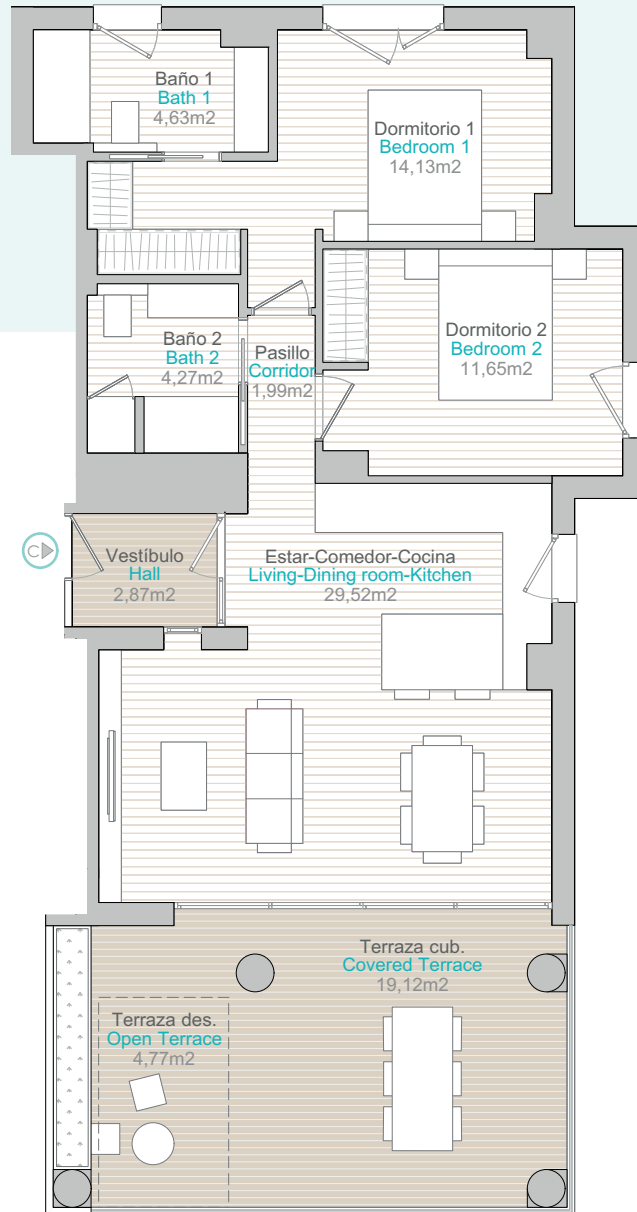 Baño 1
Bath 1
4,63m2
Dormitorio 1
Bedroom 1
14,13m2
Baño 2
Bath 2
4,27m2
Pasillo
Corridor
1,99m2
Dormitorio 2
Bedroom 2
11,65m2
C
Vestíbulo
Hall
2,87m2
Estar-Comedor-Cocina
Living-Dining room-Kitchen
29,52m2
Terraza cub.
Covered Terrace
19,12m2
Terraza des.
Open Terrace
4,77m2